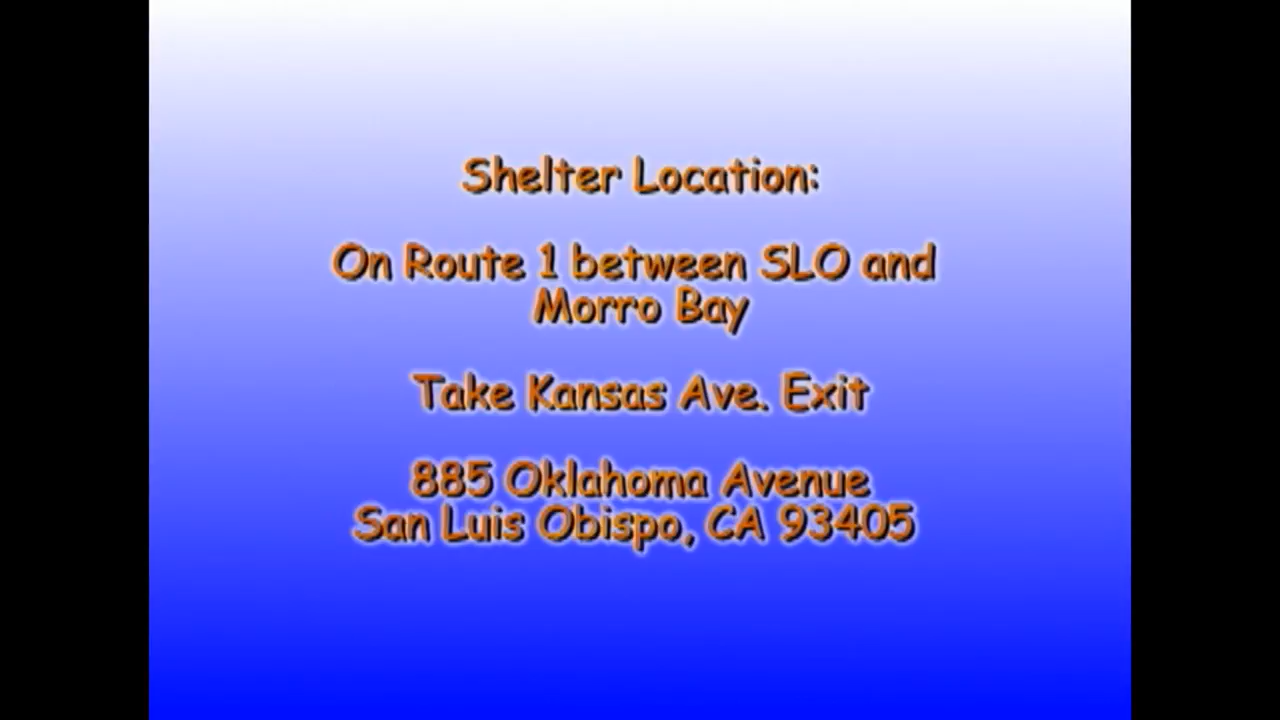 Shelter Location:
On Route 1 between SLO and
Morro Bay
Take Kansas Ave. Exit
885 Oklahoma Avenue
San Luis Obispo, CA 93405